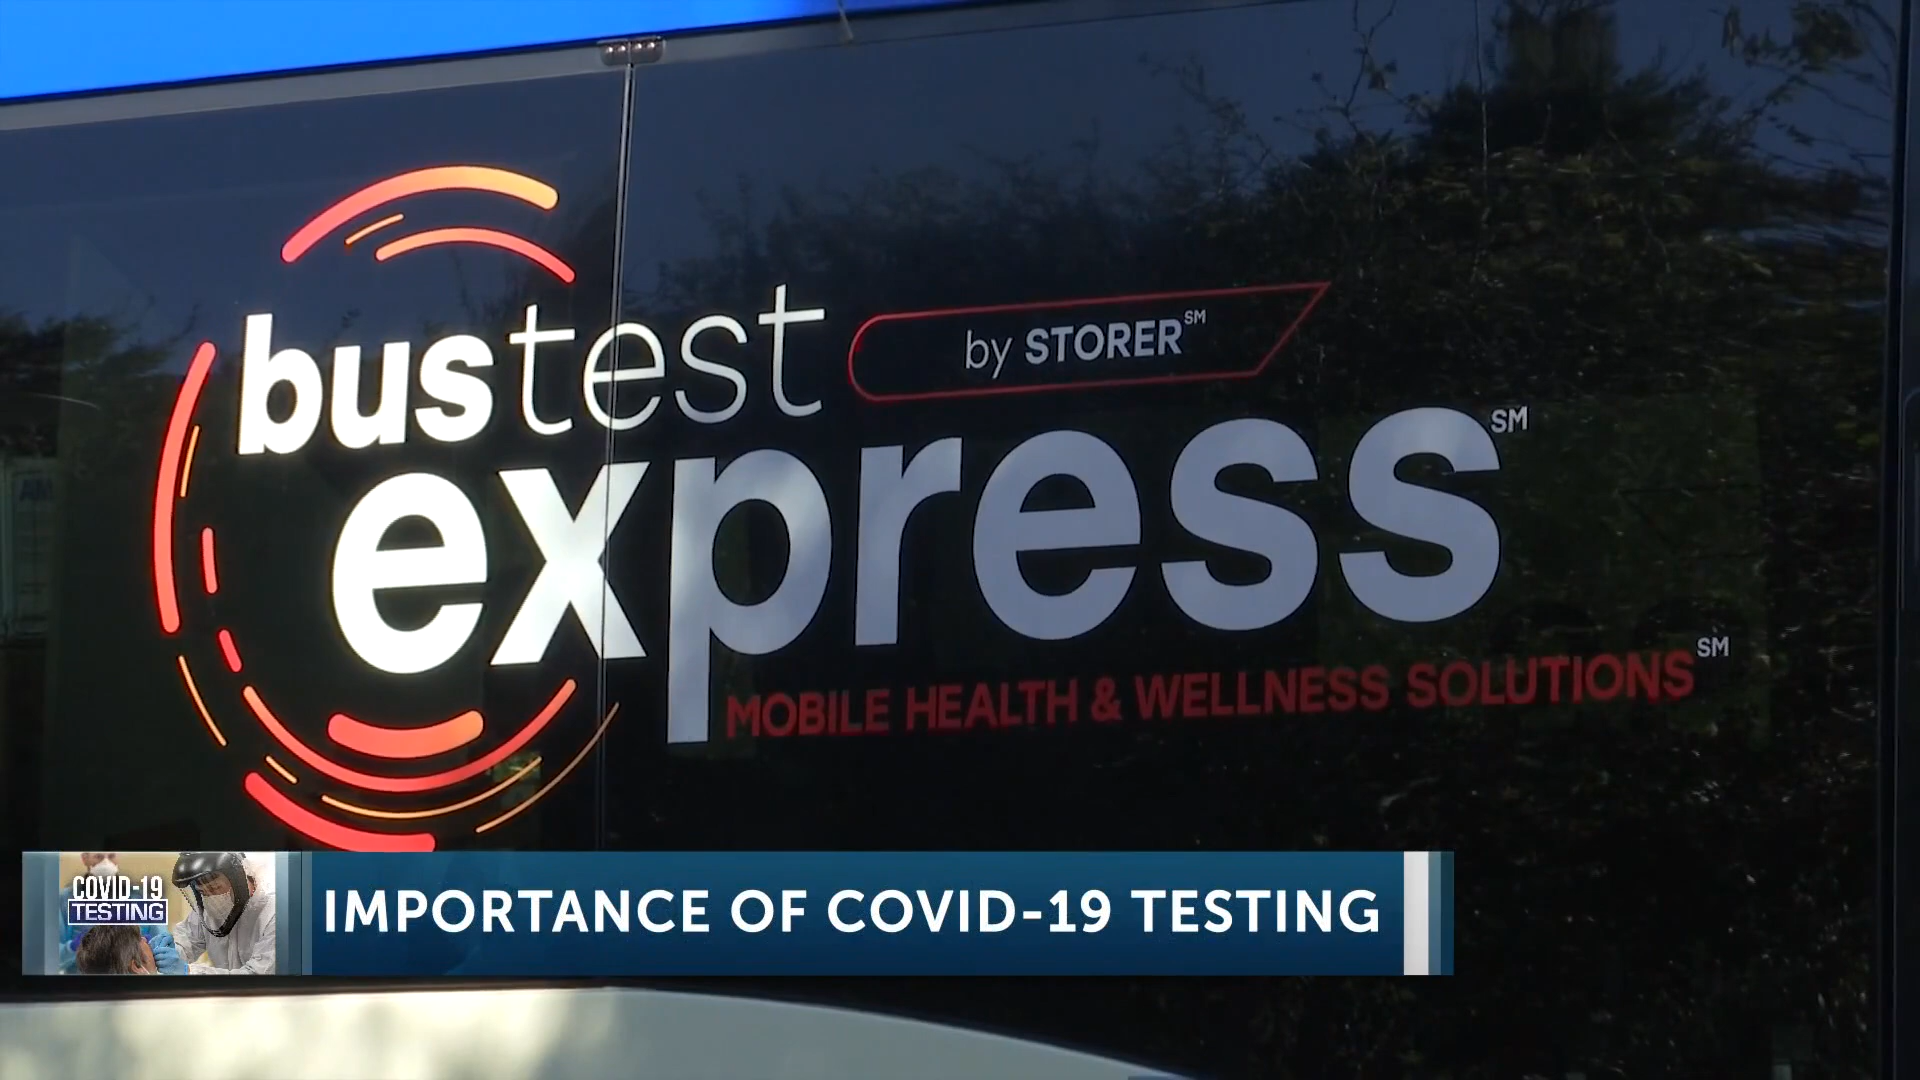 bustest
by STORER℠
express℠
MOBILE HEALTH & WELLNESS SOLUTIONS℠
COVID-19
TESTING
IMPORTANCE OF COVID-19 TESTING